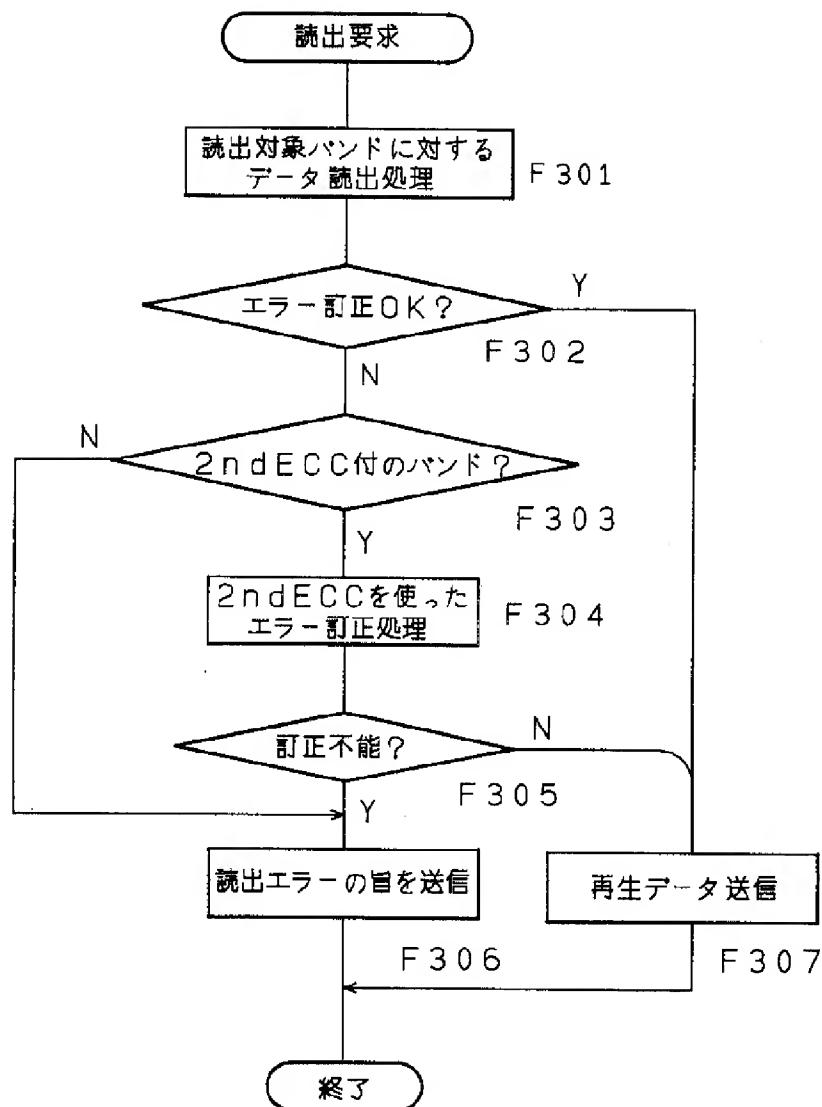 読出要求
読出対象バンドに対する
データ読出処理
F301
エラー訂正OK?
Y
F302
N
N
2ndECC付のバンド?
F303
Y
2ndECCを使った
エラー訂正処理
F304
訂正不能?
N
F305
Y
読出エラーの旨を送信
再生データ送信
F306
F307
終了